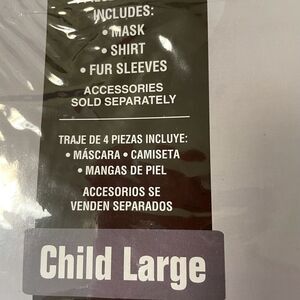 INCLUDES:
• MASK
• SHIRT
• FUR SLEEVES
ACCESSORIES
SOLD SEPARATELY
TRAJE DE 4 PIEZAS INCLUYE:
• MÁSCARA • CAMISETA
• MANGAS DE PIEL
ACCESORIOS SE
VENDEN SEPARADOS
Child Large